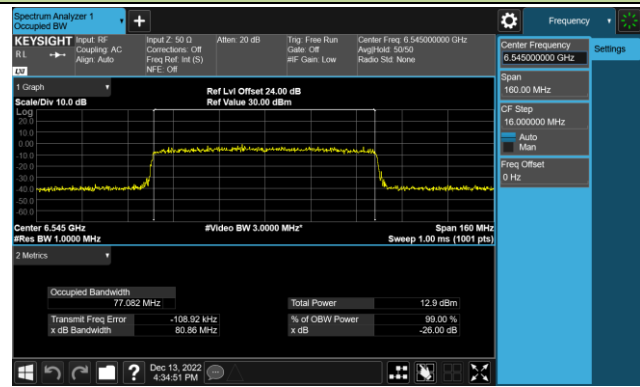 Spectrum Analyzer 1
Occupied BW
Frequency
KEYSIGHT
RL
LXI
Input: RF
Coupling: AC
Align: Auto
Input Z: 50 Ω
Corrections: Off
Freq Ref: Int (S)
NFE: Off
Atten: 20 dB
Trig: Free Run
Gate: Off
#IF Gain: Low
Center Freq: 6.545000000 GHz
Avg|Hold: 50/50
Radio Std: None
Center Frequency
6.545000000 GHz
Settings
Span
160.00 MHz
CF Step
16.000000 MHz
Auto
Man
Freq Offset
0 Hz
1 Graph
Scale/Div 10.0 dB
Ref Lvl Offset 24.00 dB
Ref Value 30.00 dBm
Log
20.0
10.0
0.00
-10.0
-20.0
-30.0
-40.0
-50.0
-60.0
Center 6.545 GHz
#Res BW 1.0000 MHz
#Video BW 3.0000 MHz*
Span 160 MHz
Sweep 1.00 ms (1001 pts)
2 Metrics
Occupied Bandwidth
77.082 MHz
Total Power 12.9 dBm
Transmit Freq Error -108.92 kHz
% of OBW Power 99.00 %
x dB Bandwidth 80.86 MHz
x dB -26.00 dB
?
Dec 13, 2022
4:34:51 PM